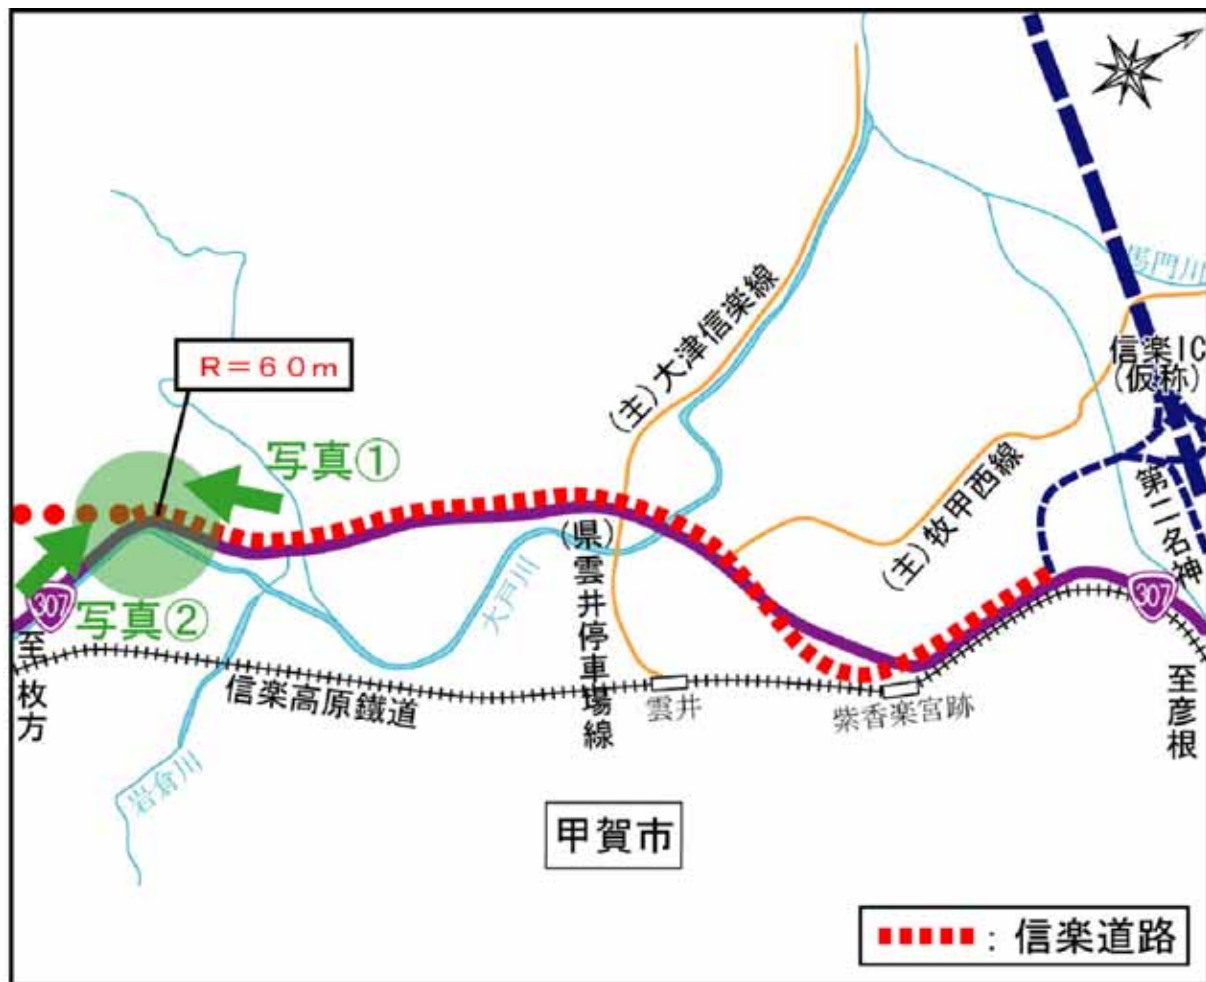 馬門川
信楽IC
(仮称)
R=60m
(主)大津信楽線
写真①
第二名神
(主)牧甲西線
(県)雲井停車場線
大戸川
307
307
写真②
至枚方
至彦根
信楽高原鐵道
雲井
紫香楽宮跡
岩倉川
甲賀市
:信楽道路